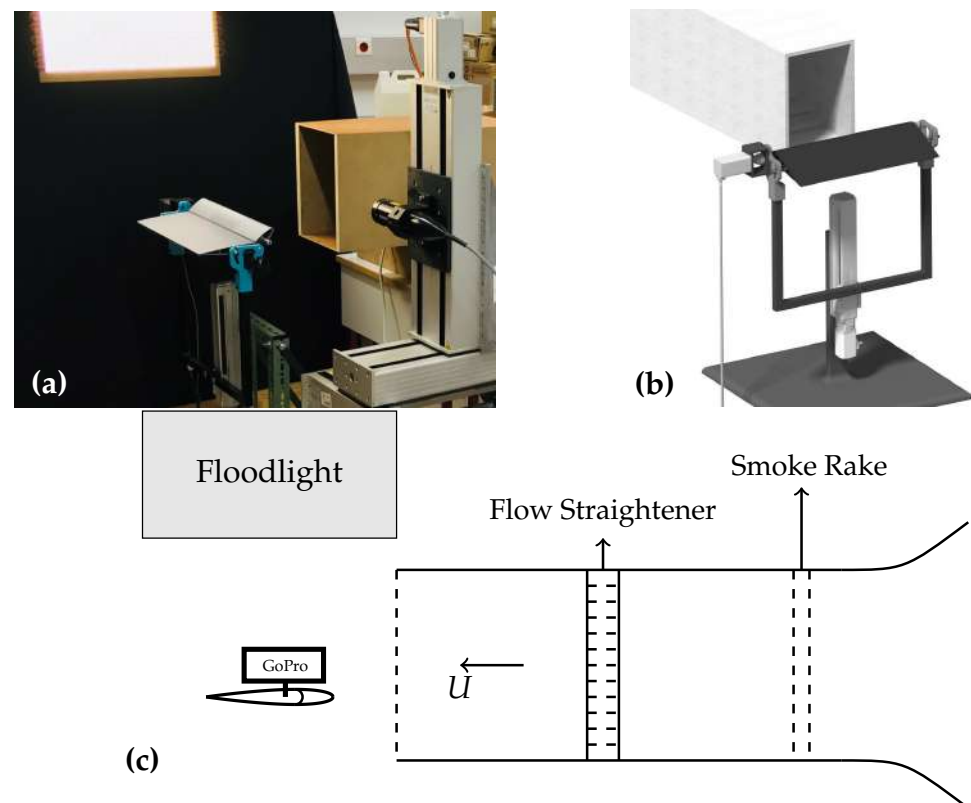 (a)
(b)
Floodlight
Smoke Rake
Flow Straightener
GoPro
U
(c)